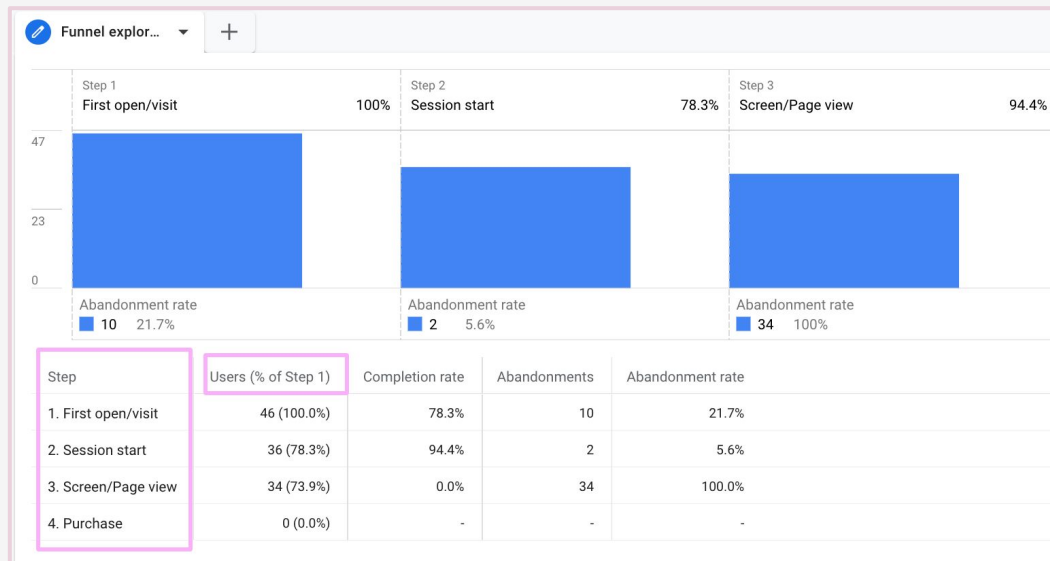 Funnel explor...
Step 1
First open/visit 100%
Step 2
Session start 78.3%
Step 3
Screen/Page view 94.4%
47
23
0
Abandonment rate
10 21.7%
Abandonment rate
2 5.6%
Abandonment rate
34 100%
Step Users (% of Step 1) Completion rate Abandonments Abandonment rate
1. First open/visit 46 (100.0%) 78.3% 10 21.7%
2. Session start 36 (78.3%) 94.4% 2 5.6%
3. Screen/Page view 34 (73.9%) 0.0% 34 100.0%
4. Purchase 0 (0.0%) - - -